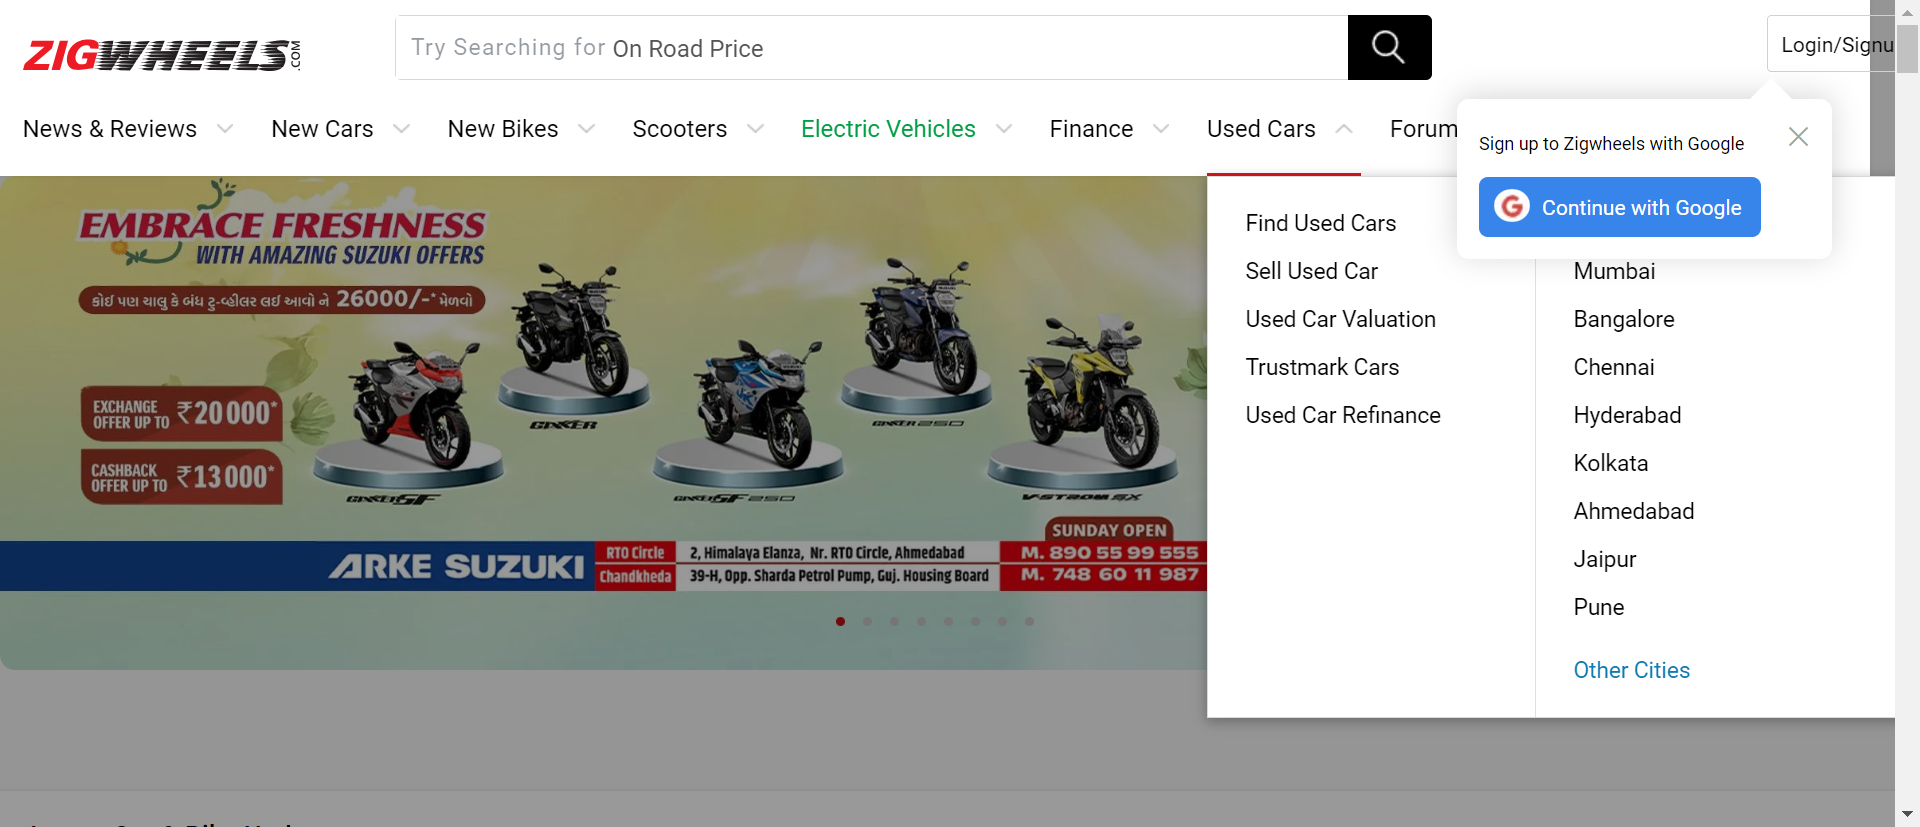 ZIGWHEELS.COM
Try Searching for On Road Price
Login/Signu
News & Reviews
New Cars
New Bikes
Scooters
Electric Vehicles
Finance
Used Cars
Forum
Sign up to Zigwheels with Google
Continue with Google
EMBRACE FRESHNESS
WITH AMAZING SUZUKI OFFERS
કોઈ પણ ચાલુ કે બંધ ટુ-વ્હીલર લઈ આવો ને 26000/-* મેળવો
EXCHANGE
OFFER UP TO ₹20000*
CASHBACK
OFFER UP TO ₹13000*
GIXXER
GIXXER 250
GIXXER SF
GIXXER SF 250
V-STROM SX
SUNDAY OPEN
ARKE SUZUKI
RTO Circle
2, Himalaya Elanza, Nr. RTO Circle, Ahmedabad
M. 890 55 99 555
Chandkheda
39-H, Opp. Sharda Petrol Pump, Guj. Housing Board
M. 748 60 11 987
Find Used Cars
Sell Used Car
Used Car Valuation
Trustmark Cars
Used Car Refinance
Mumbai
Bangalore
Chennai
Hyderabad
Kolkata
Ahmedabad
Jaipur
Pune
Other Cities